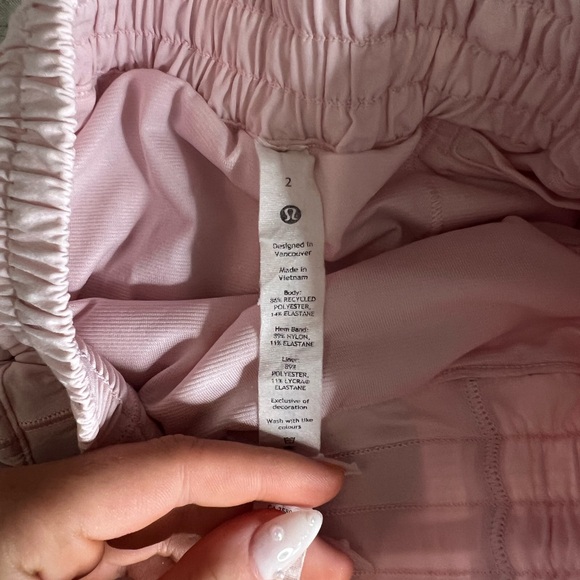 2
Designed in
Vancouver
Made in
Vietnam
Body:
86% RECYCLED
POLYESTER,
14% ELASTANE
Hem Band:
89% NYLON,
11% ELASTANE
Liner:
89%
POLYESTER,
11% LYCRA®
ELASTANE
Exclusive of
decoration
Wash with like
colours